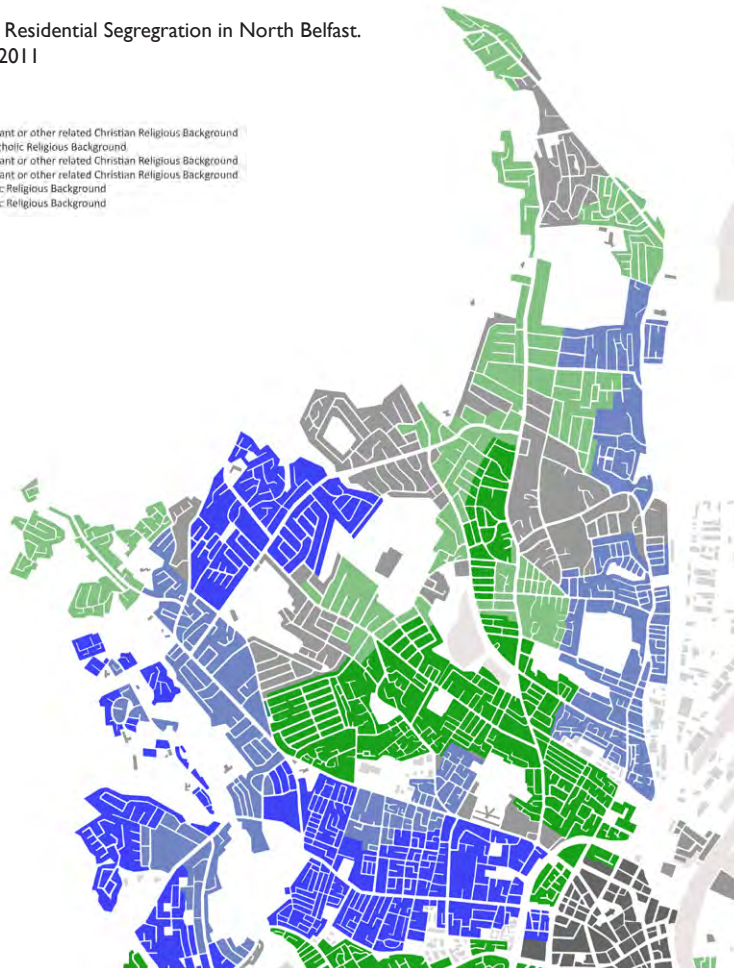 Residential Segregration in North Belfast.
2011
ant or other related Christian Religious Background
tholic Religious Background
ant or other related Christian Religious Background
ant or other related Christian Religious Background
c Religious Background
c Religious Background